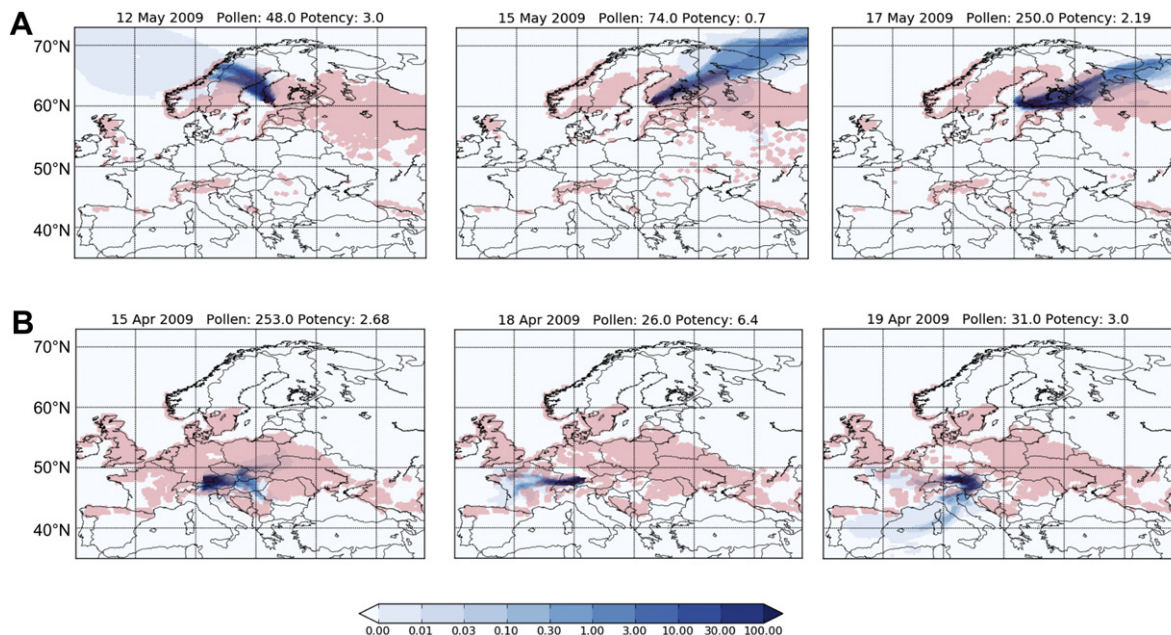 A
12 May 2009 Pollen: 48.0 Potency: 3.0
15 May 2009 Pollen: 74.0 Potency: 0.7
17 May 2009 Pollen: 250.0 Potency: 2.19
70°N
60°N
50°N
40°N
B
15 Apr 2009 Pollen: 253.0 Potency: 2.68
18 Apr 2009 Pollen: 26.0 Potency: 6.4
19 Apr 2009 Pollen: 31.0 Potency: 3.0
70°N
60°N
50°N
40°N
0.00 0.01 0.03 0.10 0.30 1.00 3.00 10.00 30.00 100.00